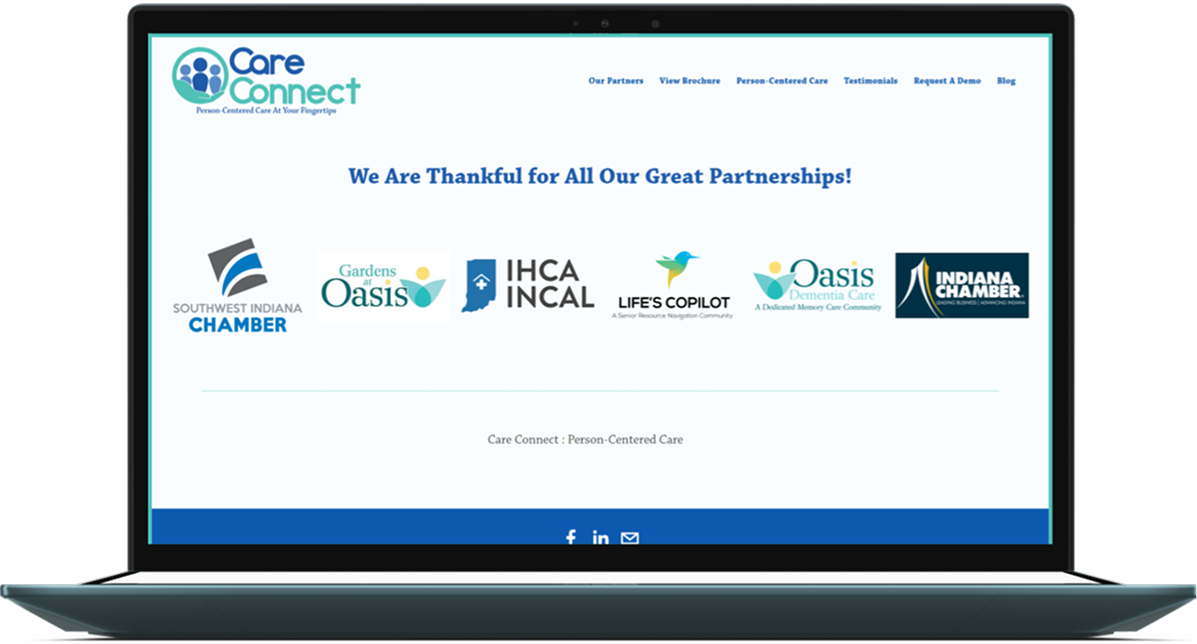 Care
Connect
Person-Centered Care At Your Fingertips
Our Partners View Brochure Person-Centered Care Testimonials Request A Demo Blog
We Are Thankful for All Our Great Partnerships!
SOUTHWEST INDIANA
CHAMBER
Gardens
at
Oasis
IHCA
INCAL
LIFE'S COPILOT
A Senior Resource Navigation Community
Oasis
Dementia Care
A Dedicated Memory Care Community
INDIANA
CHAMBER
LEADING BUSINESS | ADVANCING INDIANA
Care Connect : Person-Centered Care